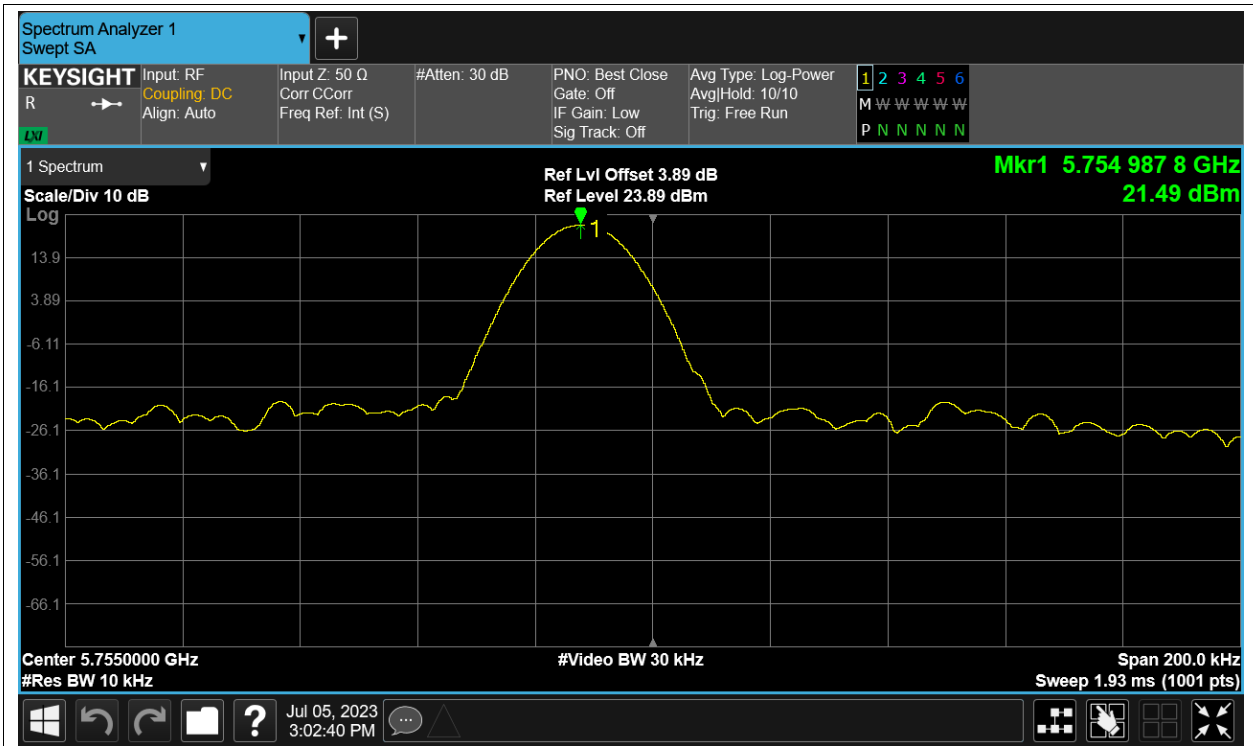 Spectrum Analyzer 1
Swept SA
+
KEYSIGHT
R
LXI
Input: RF
Coupling: DC
Align: Auto
Input Z: 50 Ω
Corr CCorr
Freq Ref: Int (S)
#Atten: 30 dB
PNO: Best Close
Gate: Off
IF Gain: Low
Sig Track: Off
Avg Type: Log-Power
Avg|Hold: 10/10
Trig: Free Run
1 2 3 4 5 6
M W W W W W
P N N N N N
1 Spectrum
Scale/Div 10 dB
Log
Ref Lvl Offset 3.89 dB
Ref Level 23.89 dBm
Mkr1 5.754 987 8 GHz
21.49 dBm
1
13.9
3.89
-6.11
-16.1
-26.1
-36.1
-46.1
-56.1
-66.1
Center 5.7550000 GHz
#Video BW 30 kHz
Span 200.0 kHz
#Res BW 10 kHz
Sweep 1.93 ms (1001 pts)
?
Jul 05, 2023
3:02:40 PM